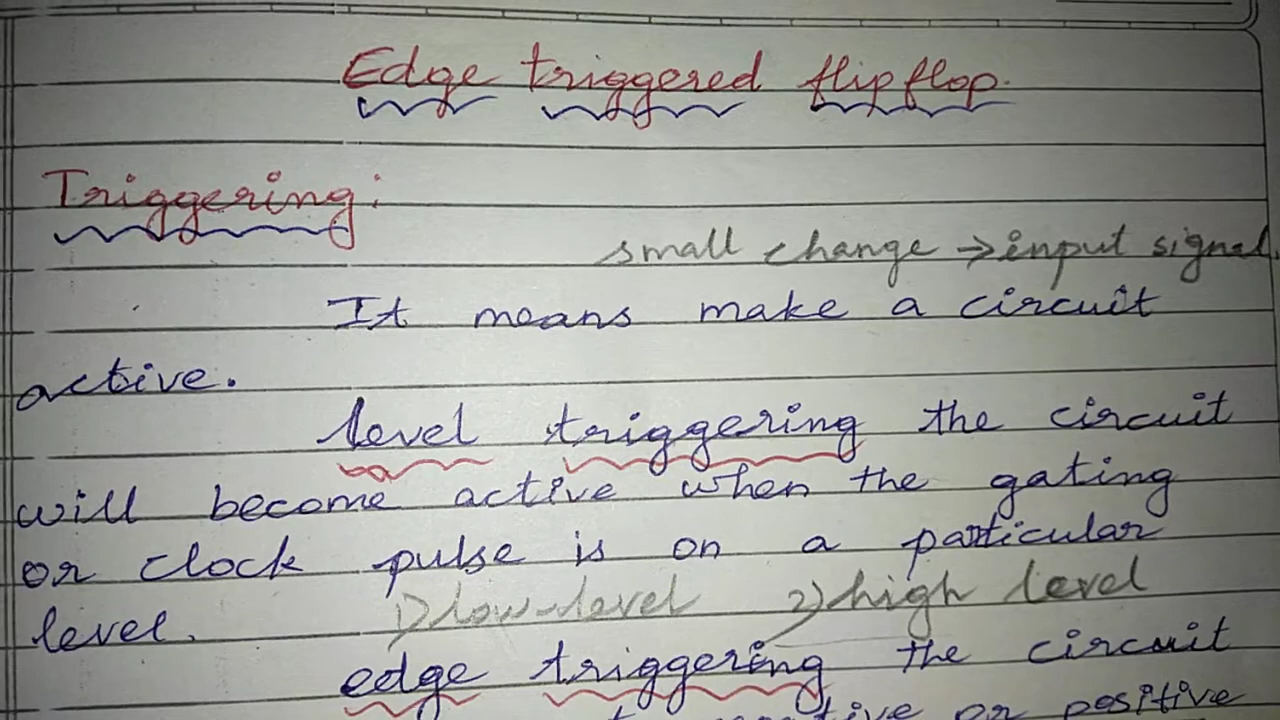 Edge triggered flipflop.
Triggering:
small change → input signal
It means make a circuit
active.
level triggering the circuit
will become active when the gating
or clock pulse is on a particular
level.
1) low-level 2) high level
edge triggering the circuit
or positive